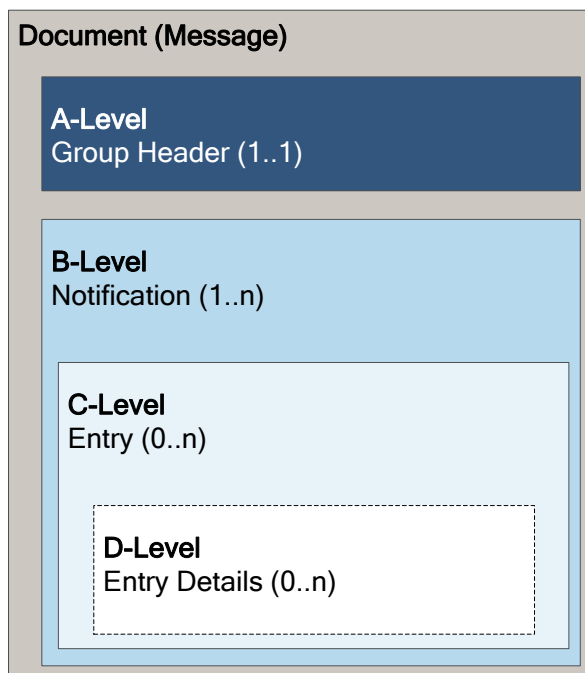 Document (Message)
A-Level
Group Header (1..1)
B-Level
Notification (1..n)
C-Level
Entry (0..n)
D-Level
Entry Details (0..n)